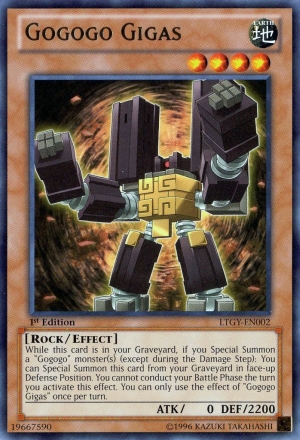 GOGOGO GIGAS
EARTH
地
1st Edition
LTGY-EN002
[ROCK/EFFECT]
While this card is in your Graveyard, if you Special Summon
a "Gogogo" monster(s) (except during the Damage Step): You
can Special Summon this card from your Graveyard in face-up
Defense Position. You cannot conduct your Battle Phase the turn
you activate this effect. You can only use the effect of "Gogogo
Gigas" once per turn.
ATK/ 0 DEF/2200
19667590
©1996 KAZUKI TAKAHASHI